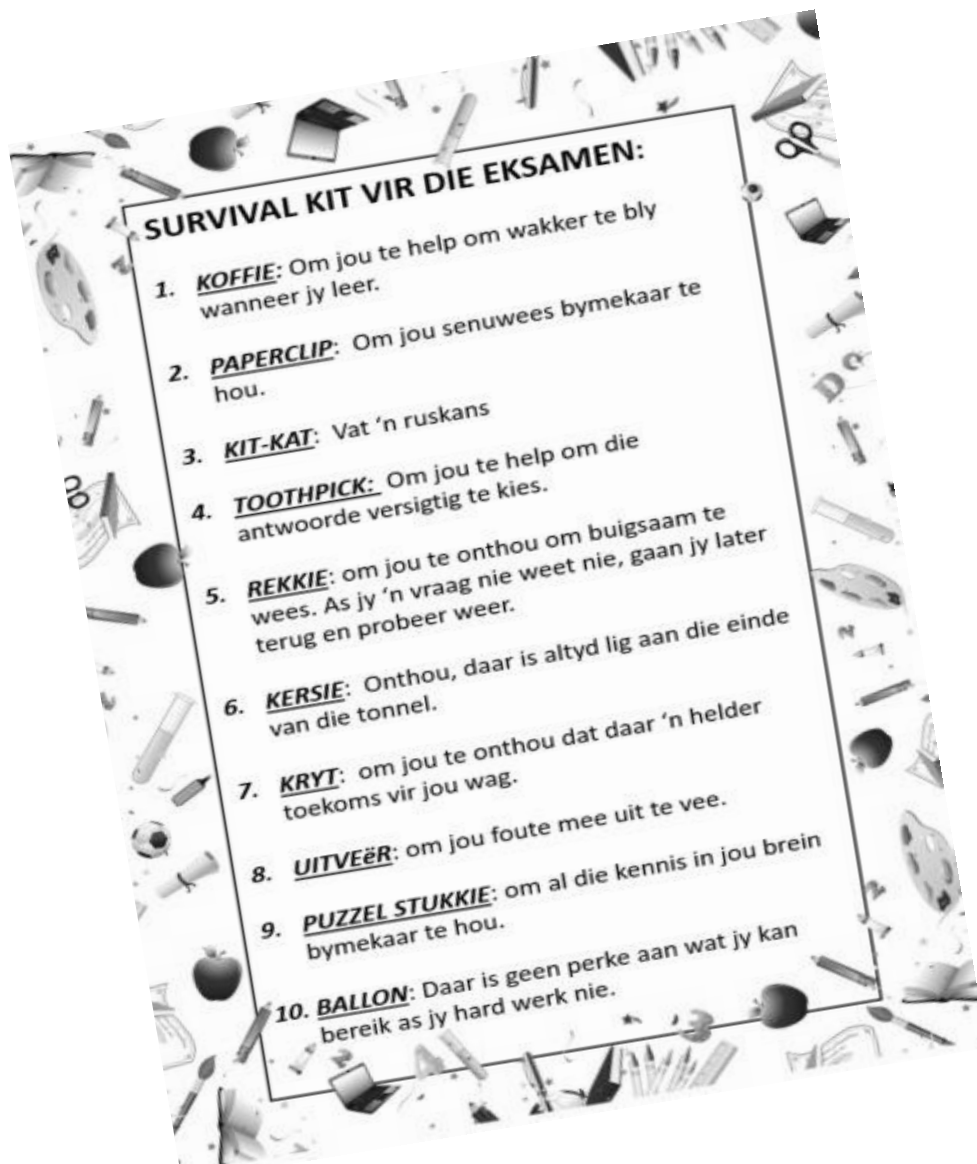 SURVIVAL KIT VIR DIE EKSAMEN:
1. KOFFIE: Om jou te help om wakker te bly
wanneer jy leer.
2. PAPERCLIP: Om jou senuwees bymekaar te
hou.
3. KIT-KAT: Vat ‘n ruskans
4. TOOTHPICK: Om jou te help om die
antwoorde versigtig te kies.
5. REKKIE: om jou te onthou om buigsaam te
wees. As jy ‘n vraag nie weet nie, gaan jy later
terug en probeer weer.
6. KERSIE: Onthou, daar is altyd lig aan die einde
van die tonnel.
7. KRYT: om jou te onthou dat daar ‘n helder
toekoms vir jou wag.
8. UITVEëR: om jou foute mee uit te vee.
9. PUZZEL STUKKIE: om al die kennis in jou brein
bymekaar te hou.
10. BALLON: Daar is geen perke aan wat jy kan
bereik as jy hard werk nie.